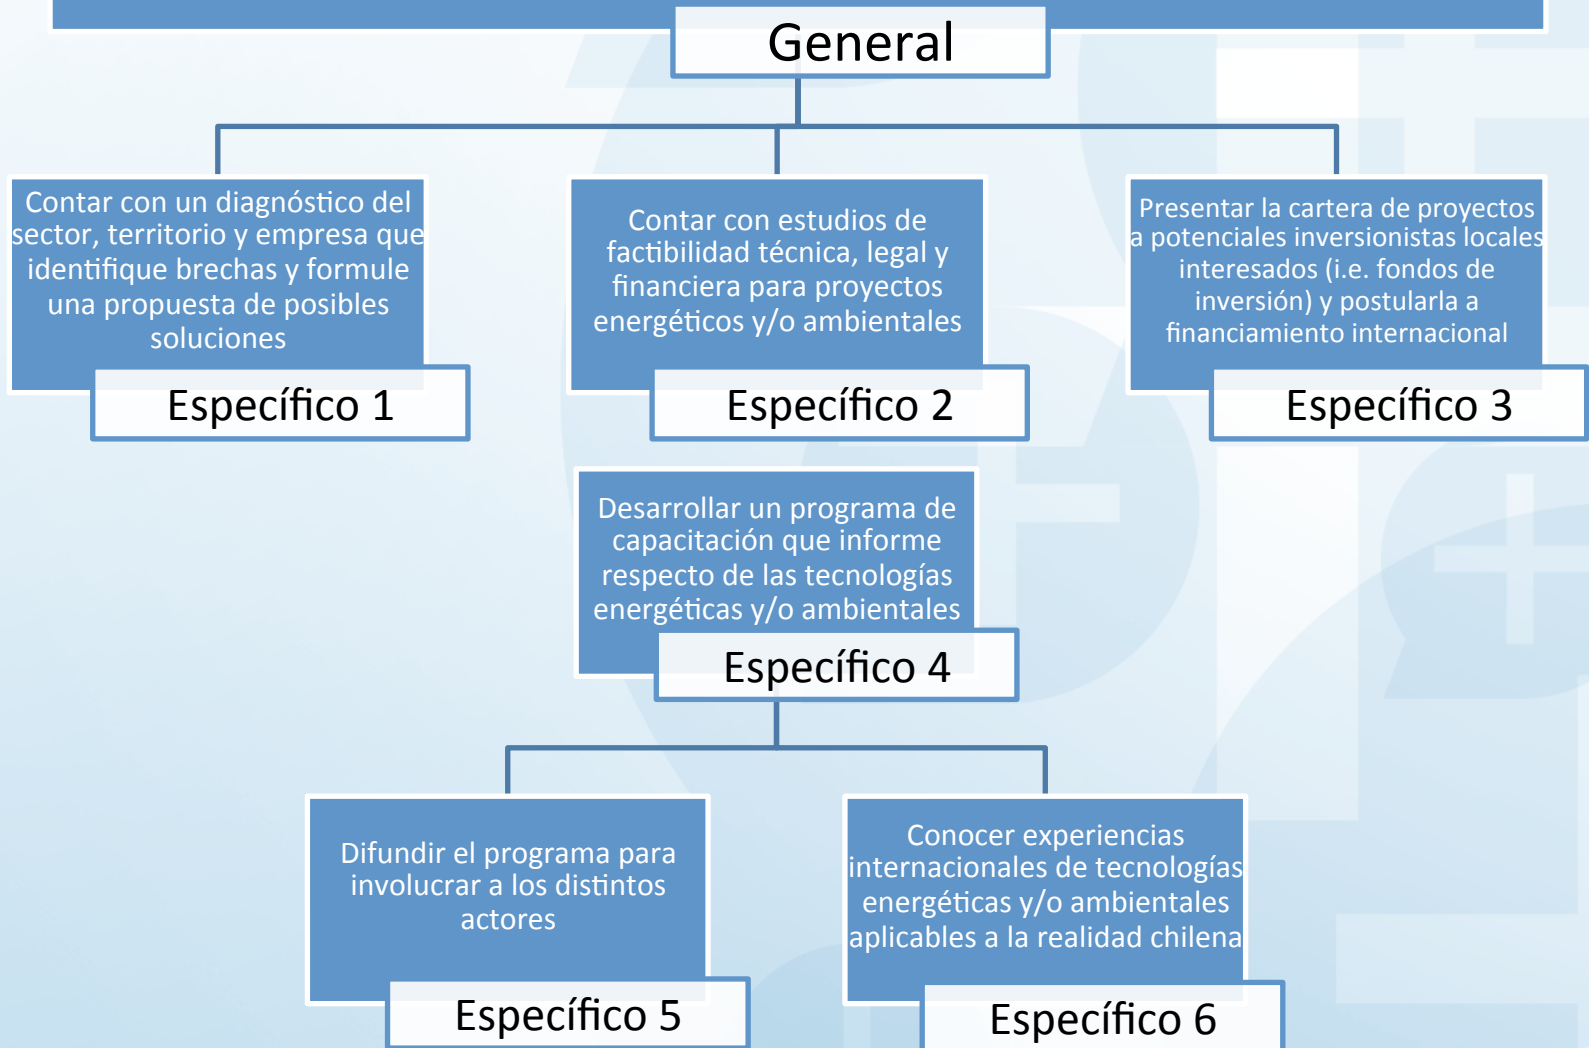 General
Contar con un diagnóstico del
sector, territorio y empresa que
identifique brechas y formule
una propuesta de posibles
soluciones
Específico 1
Contar con estudios de
factibilidad técnica, legal y
financiera para proyectos
energéticos y/o ambientales
Específico 2
Presentar la cartera de proyectos
a potenciales inversionistas locales
interesados (i.e. fondos de
inversión) y postularla a
financiamiento internacional
Específico 3
Desarrollar un programa de
capacitación que informe
respecto de las tecnologías
energéticas y/o ambientales
Específico 4
Difundir el programa para
involucrar a los distintos
actores
Específico 5
Conocer experiencias
internacionales de tecnologías
energéticas y/o ambientales
aplicables a la realidad chilena
Específico 6